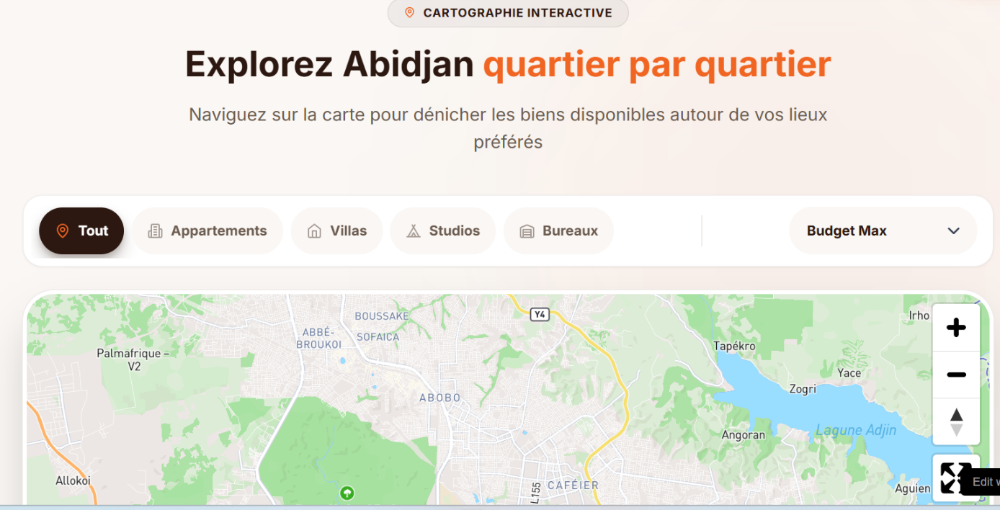 CARTOGRAPHIE INTERACTIVE
Explorez Abidjan quartier par quartier
Naviguez sur la carte pour dénicher les biens disponibles autour de vos lieux
préférés
Tout Appartements Villas Studios Bureaux Budget Max
BOUSSAKE
Y4
Irho
ABBÉ-
BROUKOI
SOFAICA
Tapékro
Palmafrique –
V2
Yace
Zogri
ABOBO
Lagune Adjin
Angoran
Allokoi
L155
CAFÉIER
Aguien
Edit w